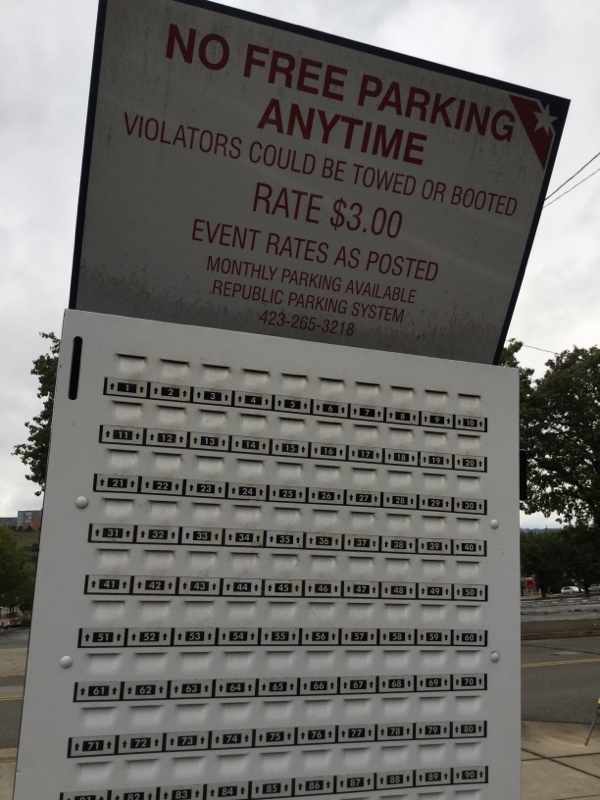 NO FREE PARKING
ANYTIME
VIOLATORS COULD BE TOWED OR BOOTED
RATE $3.00
EVENT RATES AS POSTED
MONTHLY PARKING AVAILABLE
REPUBLIC PARKING SYSTEM
423-265-3218
1 2 3 4 5 6 7 8 9 10
11 12 13 14 15 16 17 18 19 20
21 22 23 24 25 26 27 28 29 30
31 32 33 34 35 36 37 38 39 40
41 42 43 44 45 46 47 48 49 50
51 52 53 54 55 56 57 58 59 60
61 62 63 64 65 66 67 68 69 70
71 72 73 74 75 76 77 78 79 80
81 82 83 84 85 86 87 88 89 90